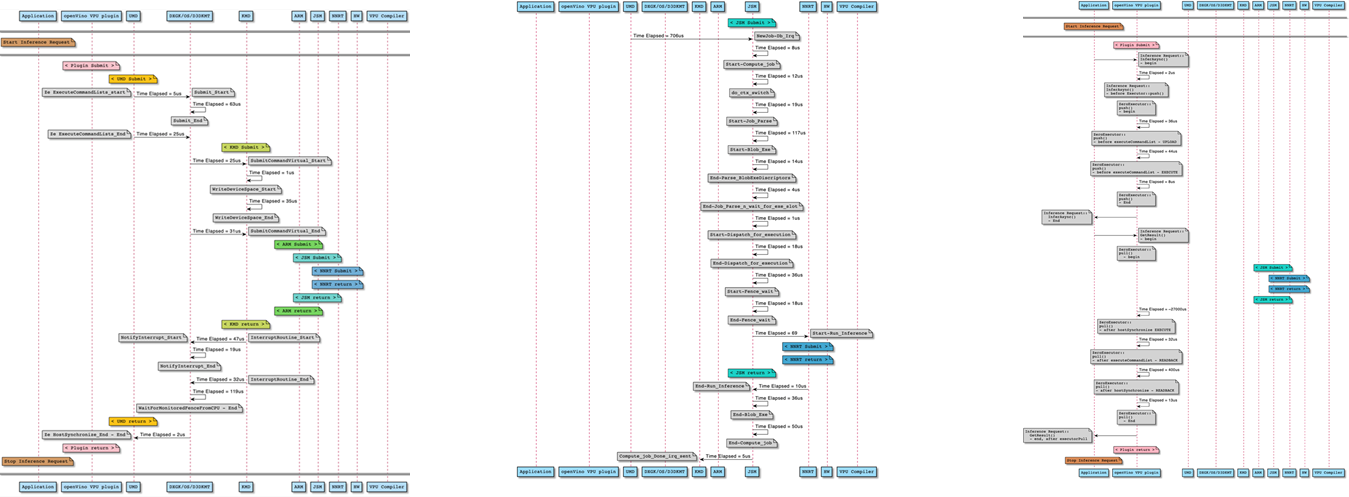 Application openVino VPU plugin UMD DXGK/OS/D3DKMT KMD ARM JSM NNRT HW VPU Compiler
Start Inference Request
< Plugin Submit >
< UMD Submit >
Ze ExecuteCommandLists_start
Time Elapsed = 5us
Submit_Start
Time Elapsed = 63us
Submit_End
Ze ExecuteCommandLists_End
Time Elapsed = 25us
< KMD Submit >
Time Elapsed = 25us
SubmitCommandVirtual_Start
Time Elapsed = 1us
WriteDeviceSpace_Start
Time Elapsed = 35us
WriteDeviceSpace_End
Time Elapsed = 31us
SubmitCommandVirtual_End
< ARM Submit >
< JSM Submit >
< NNRT Submit >
< NNRT return >
< JSM return >
< ARM return >
< KMD return >
NotifyInterrupt_Start
Time Elapsed = 47us
InterruptRoutine_Start
Time Elapsed = 19us
NotifyInterrupt_End
Time Elapsed = 33us
InterruptRoutine_End
Time Elapsed = 119us
WaitForMonitoredFenceFromCPU - End
< UMD return >
Ze HostSynchronize_End - End
Time Elapsed = 2us
< Plugin return >
Stop Inference Request
Application openVino VPU plugin UMD DXGK/OS/D3DKMT KMD ARM JSM NNRT HW VPU Compiler
Application openVino VPU plugin UMD DXGK/OS/D3DKMT KMD ARM JSM NNRT HW VPU Compiler
< JSM Submit >
Time Elapsed = 706us
NewJob-Db_Irq
Time Elapsed = 8us
Start-Compute_job
Time Elapsed = 12us
do_ctx_switch
Time Elapsed = 19us
Start-Job_Parse
Time Elapsed = 117us
Start-Blob_Exe
Time Elapsed = 14us
End-Parse_BlobExeDiscriptors
Time Elapsed = 4us
End-Job_Parse_n_wait_for_exe_slot
Time Elapsed = 1us
Start-Dispatch_for_execution
Time Elapsed = 18us
End-Dispatch_for_execution
Time Elapsed = 36us
Start-Fence_wait
Time Elapsed = 18us
End-Fence_wait
Time Elapsed = 69
Start-Run_Inference
< NNRT Submit >
< NNRT return >
< JSM return >
End-Run_Inference
Time Elapsed = 10us
Time Elapsed = 36us
End-Blob_Exe
Time Elapsed = 50us
End-Compute_job
Compute_job_Done_irq_sent
Time Elapsed = 5us
Application openVino VPU plugin UMD DXGK/OS/D3DKMT KMD ARM JSM NNRT HW VPU Compiler
Application openVino VPU plugin UMD DXGK/OS/D3DKMT KMD ARM JSM NNRT HW VPU Compiler
Start Inference Request
< Plugin Submit >
Inference Request::
InferAsync()
- begin
Time Elapsed = 2us
Inference Request::
InferAsync()
- before Executor::push()
ZeroExecutor::
push()
- begin
Time Elapsed = 38us
ZeroExecutor::
push()
- before executeCommandList - UPLOAD
Time Elapsed = 44us
ZeroExecutor::
push()
- before executeCommandList - EXECUTE
Time Elapsed = 8us
ZeroExecutor::
push()
- End
Inference Request::
InferAsync()
- End
Inference Request::
GetResult()
- begin
ZeroExecutor::
pull()
- begin
< JSM Submit >
< NNRT Submit >
< NNRT return >
< JSM return >
Time Elapsed = ~27000us
ZeroExecutor::
pull()
- after hostSynchronize EXECUTE
Time Elapsed = 32us
ZeroExecutor::
pull()
- after executeCommandList - READBACK
Time Elapsed = 400us
ZeroExecutor::
pull()
- after hostSynchronize - READBACK
Time Elapsed = 15us
ZeroExecutor::
pull()
- End
Inference Request::
GetResult()
- end, after executorPull
< Plugin return >
Stop Inference Request
Application openVino VPU plugin UMD DXGK/OS/D3DKMT KMD ARM JSM NNRT HW VPU Compiler